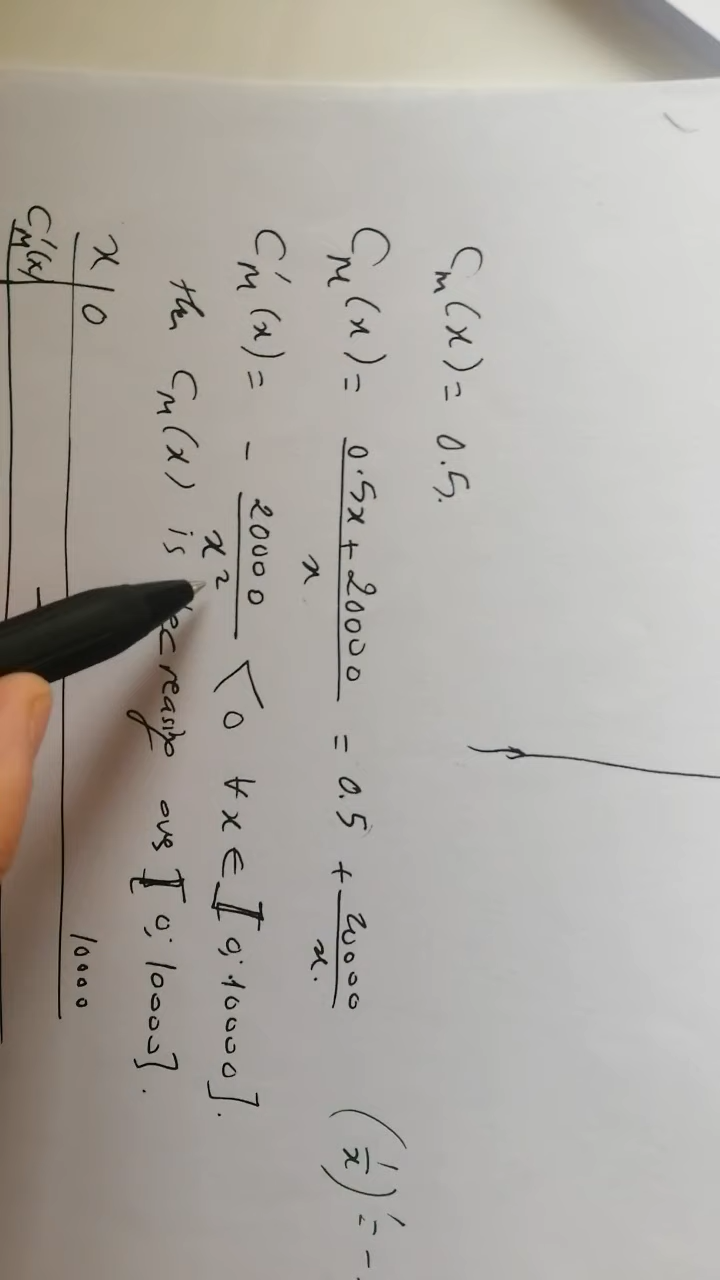 Cm(x) = 0.5.
CM(x) = (0.5x + 20000)/x = 0.5 + 20000/x. (1/x)' = -
C'M(x) = - 20000/x² < 0 ∀ x ∈ ]0; 10000].
the CM(x) is decreasing over ]0; 10000].
x | 0 10000
C'M(x)